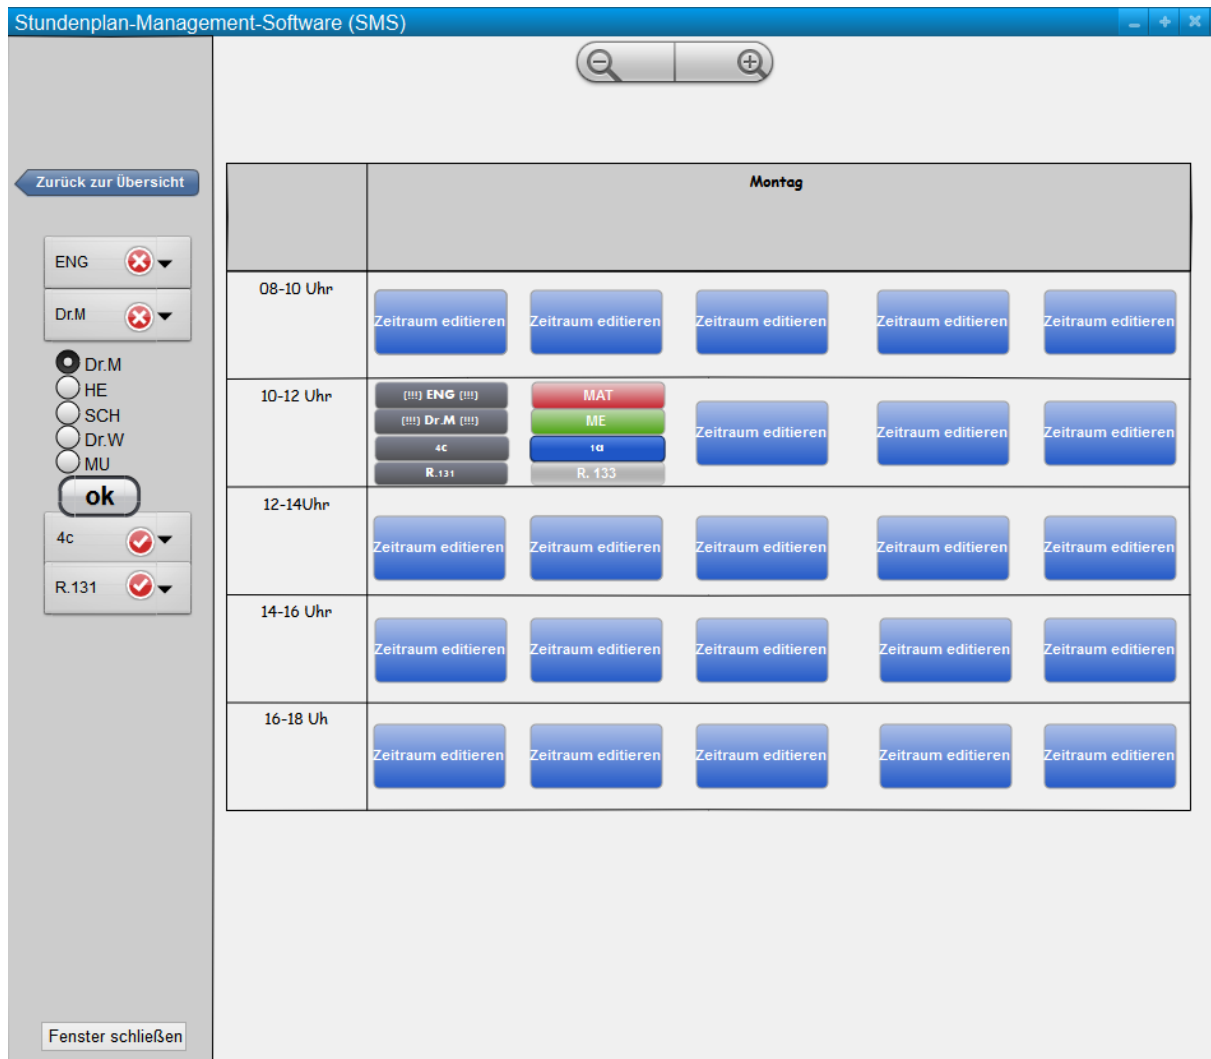 Stundenplan-Management-Software (SMS)
Zurück zur Übersicht
ENG
Dr.M
Dr.M
HE
SCH
Dr.W
MU
ok
4c
R.131
Fenster schließen
Montag
08-10 Uhr
Zeitraum editieren Zeitraum editieren Zeitraum editieren Zeitraum editieren Zeitraum editieren
10-12 Uhr
(!!!) ENG (!!!)
(!!!) Dr.M (!!!)
4c
R.131
MAT
ME
1a
R. 133
Zeitraum editieren Zeitraum editieren Zeitraum editieren
12-14Uhr
Zeitraum editieren Zeitraum editieren Zeitraum editieren Zeitraum editieren Zeitraum editieren
14-16 Uhr
Zeitraum editieren Zeitraum editieren Zeitraum editieren Zeitraum editieren Zeitraum editieren
16-18 Uh
Zeitraum editieren Zeitraum editieren Zeitraum editieren Zeitraum editieren Zeitraum editieren